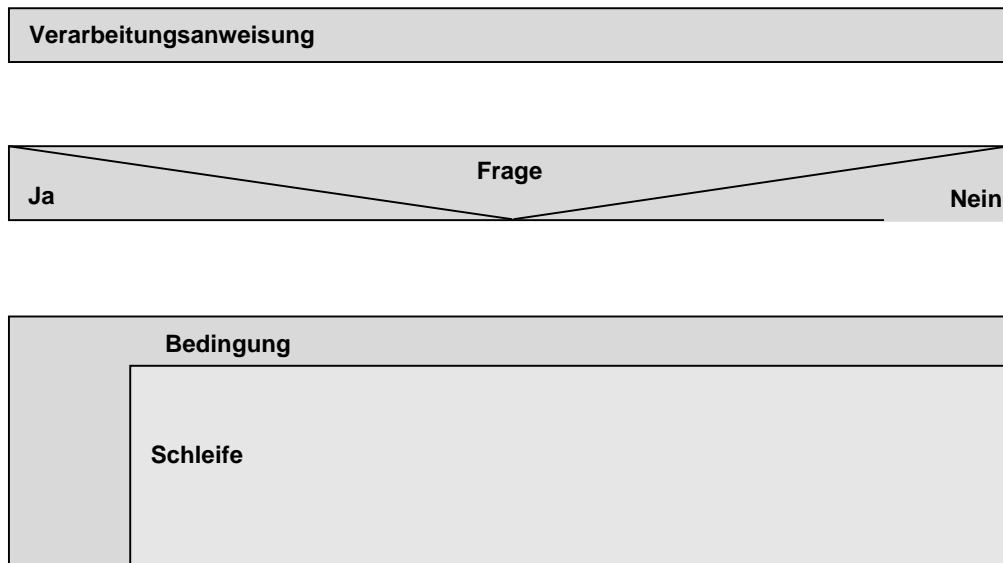 Verarbeitungsanweisung
Frage
Ja
Nein
Bedingung
Schleife